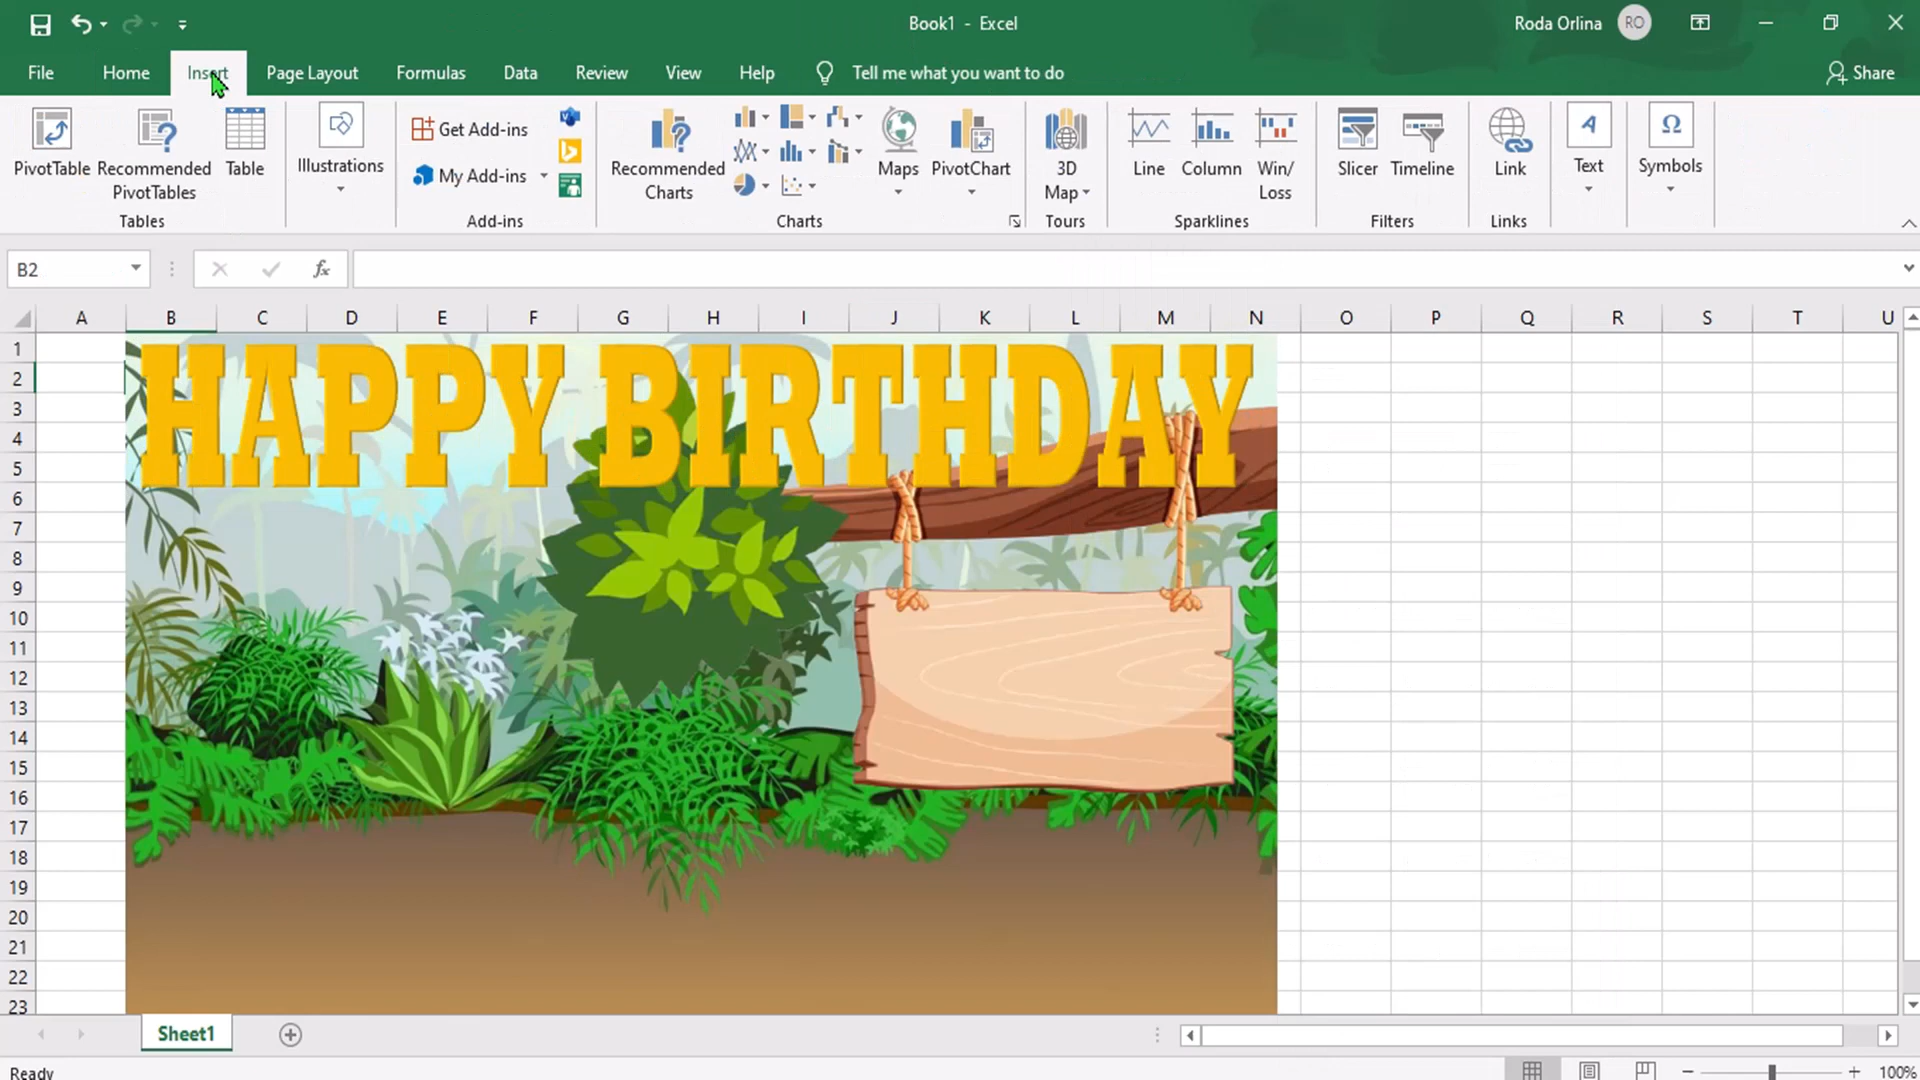 Book1 - Excel
Roda Orlina RO
File Home Insert Page Layout Formulas Data Review View Help Tell me what you want to do Share
PivotTable
Recommended PivotTables
Table
Tables
Illustrations
Get Add-ins
My Add-ins
Add-ins
Recommended Charts
Maps
PivotChart
Charts
3D Map
Tours
Line
Column
Win/ Loss
Sparklines
Slicer
Timeline
Filters
Link
Links
Text
Symbols
B2 fx
A B C D E F G H I J K L M N O P Q R S T U
1
2
3
4
5
6
7
8
9
10
11
12
13
14
15
16
17
18
19
20
21
22
23
HAPPY BIRTHDAY
Sheet1
Ready
100%